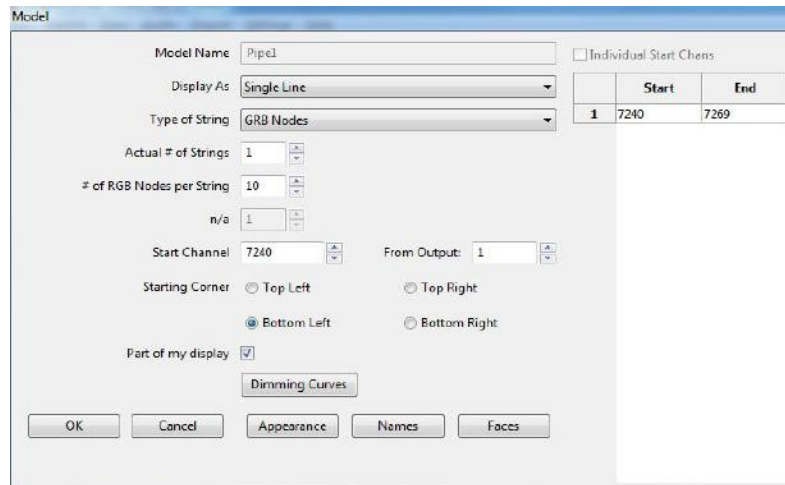 Model
Model Name Pipe1
Individual Start Chans
Display As Single Line
Start End
Type of String GRB Nodes
1 7240 7269
Actual # of Strings 1
# of RGB Nodes per String 10
n/a 1
Start Channel 7240 From Output: 1
Starting Corner Top Left Top Right
Bottom Left Bottom Right
Part of my display
Dimming Curves
OK Cancel Appearance Names Faces